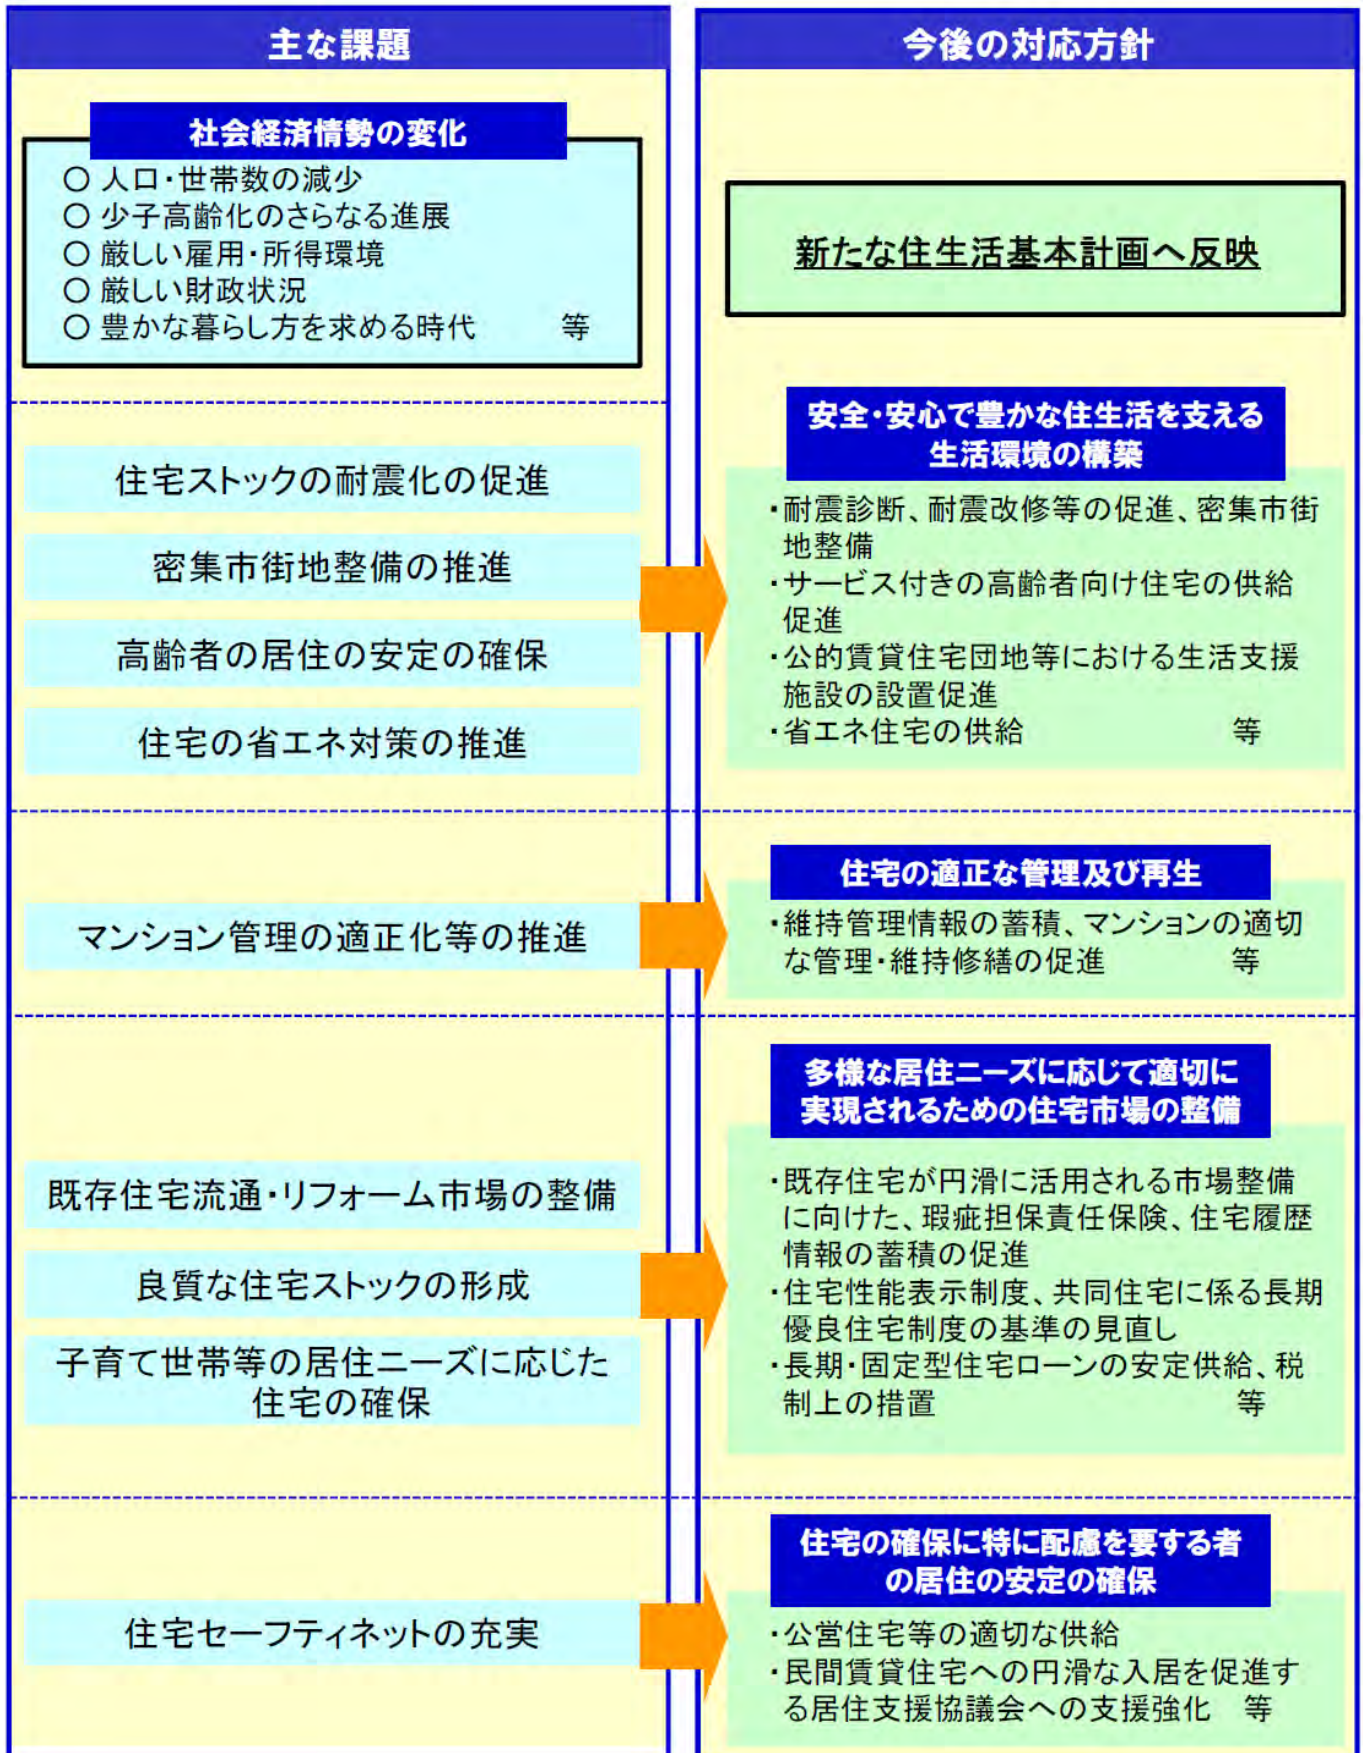 主な課題
社会経済情勢の変化
○ 人口・世帯数の減少
○ 少子高齢化のさらなる進展
○ 厳しい雇用・所得環境
○ 厳しい財政状況
○ 豊かな暮らし方を求める時代　等
住宅ストックの耐震化の促進
密集市街地整備の推進
高齢者の居住の安定の確保
住宅の省エネ対策の推進
マンション管理の適正化等の推進
既存住宅流通・リフォーム市場の整備
良質な住宅ストックの形成
子育て世帯等の居住ニーズに応じた
住宅の確保
住宅セーフティネットの充実
今後の対応方針
新たな住生活基本計画へ反映
安全・安心で豊かな住生活を支える
生活環境の構築
・耐震診断、耐震改修等の促進、密集市街
地整備
・サービス付きの高齢者向け住宅の供給
促進
・公的賃貸住宅団地等における生活支援
施設の設置促進
・省エネ住宅の供給　等
住宅の適正な管理及び再生
・維持管理情報の蓄積、マンションの適切
な管理・維持修繕の促進　等
多様な居住ニーズに応じて適切に
実現されるための住宅市場の整備
・既存住宅が円滑に活用される市場整備
に向けた、瑕疵担保責任保険、住宅履歴
情報の蓄積の促進
・住宅性能表示制度、共同住宅に係る長期
優良住宅制度の基準の見直し
・長期・固定型住宅ローンの安定供給、税
制上の措置　等
住宅の確保に特に配慮を要する者
の居住の安定の確保
・公営住宅等の適切な供給
・民間賃貸住宅への円滑な入居を促進す
る居住支援協議会への支援強化　等